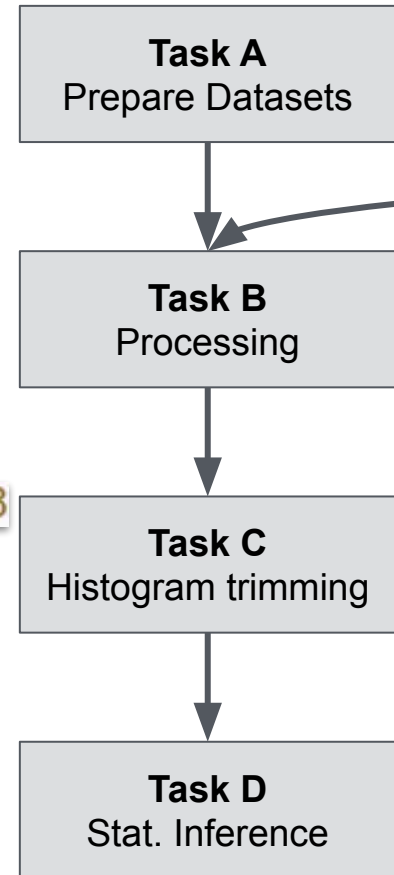 Task A
Prepare Datasets
Task B
Processing
Task C
Histogram trimming
Task D
Stat. Inference